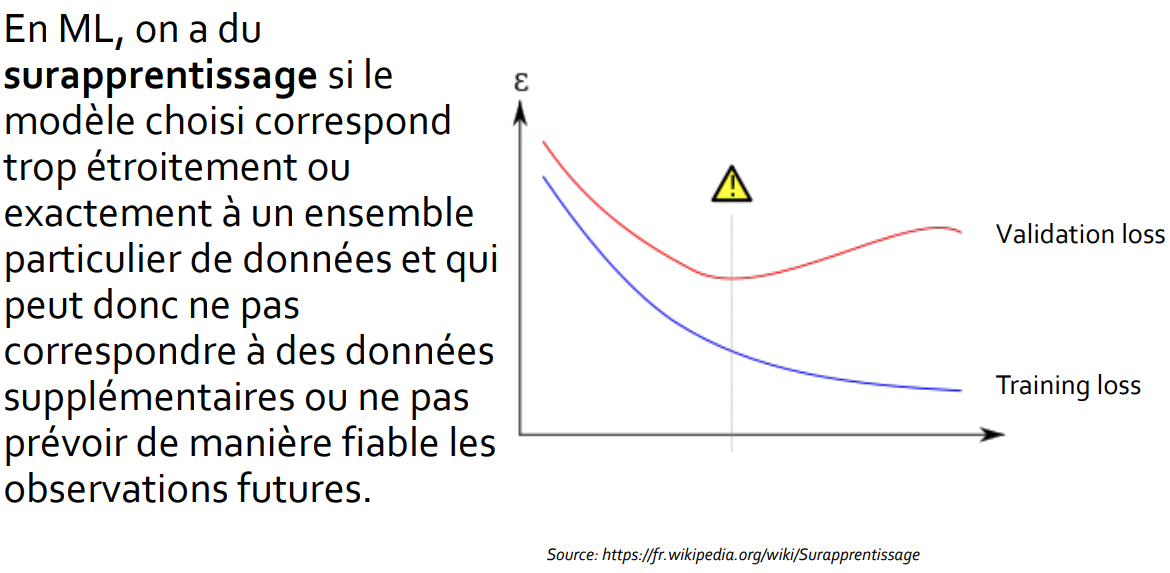 En ML, on a du
surapprentissage si le
modèle choisi correspond
trop étroitement ou
exactement à un ensemble
particulier de données et qui
peut donc ne pas
correspondre à des données
supplémentaires ou ne pas
prévoir de manière fiable les
observations futures.
ε
!
Validation loss
Training loss
Source: https://fr.wikipedia.org/wiki/Surapprentissage